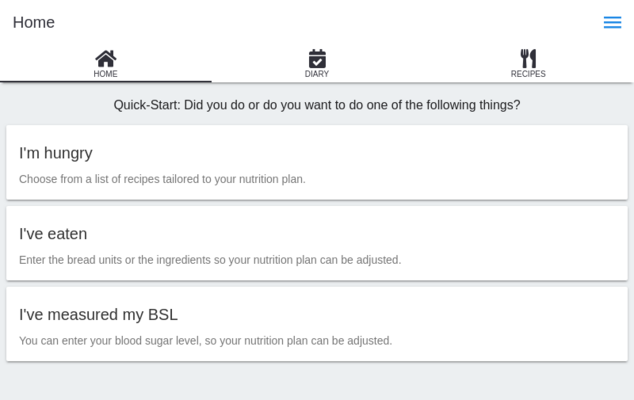 Home
HOME
DIARY
RECIPES
Quick-Start: Did you do or do you want to do one of the following things?
I'm hungry
Choose from a list of recipes tailored to your nutrition plan.
I've eaten
Enter the bread units or the ingredients so your nutrition plan can be adjusted.
I've measured my BSL
You can enter your blood sugar level, so your nutrition plan can be adjusted.